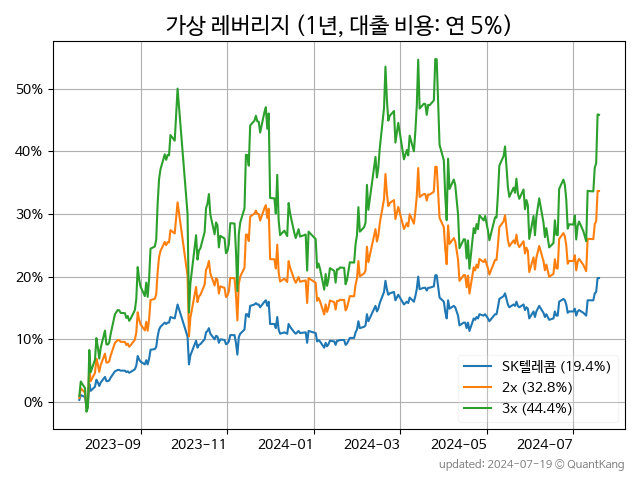 가상 레버리지 (1년, 대출 비용: 연 5%)
50%
40%
30%
20%
10%
0%
SK텔레콤 (19.4%)
2x (32.8%)
3x (44.4%)
2023-09 2023-11 2024-01 2024-03 2024-05 2024-07
updated: 2024-07-19 © QuantKang